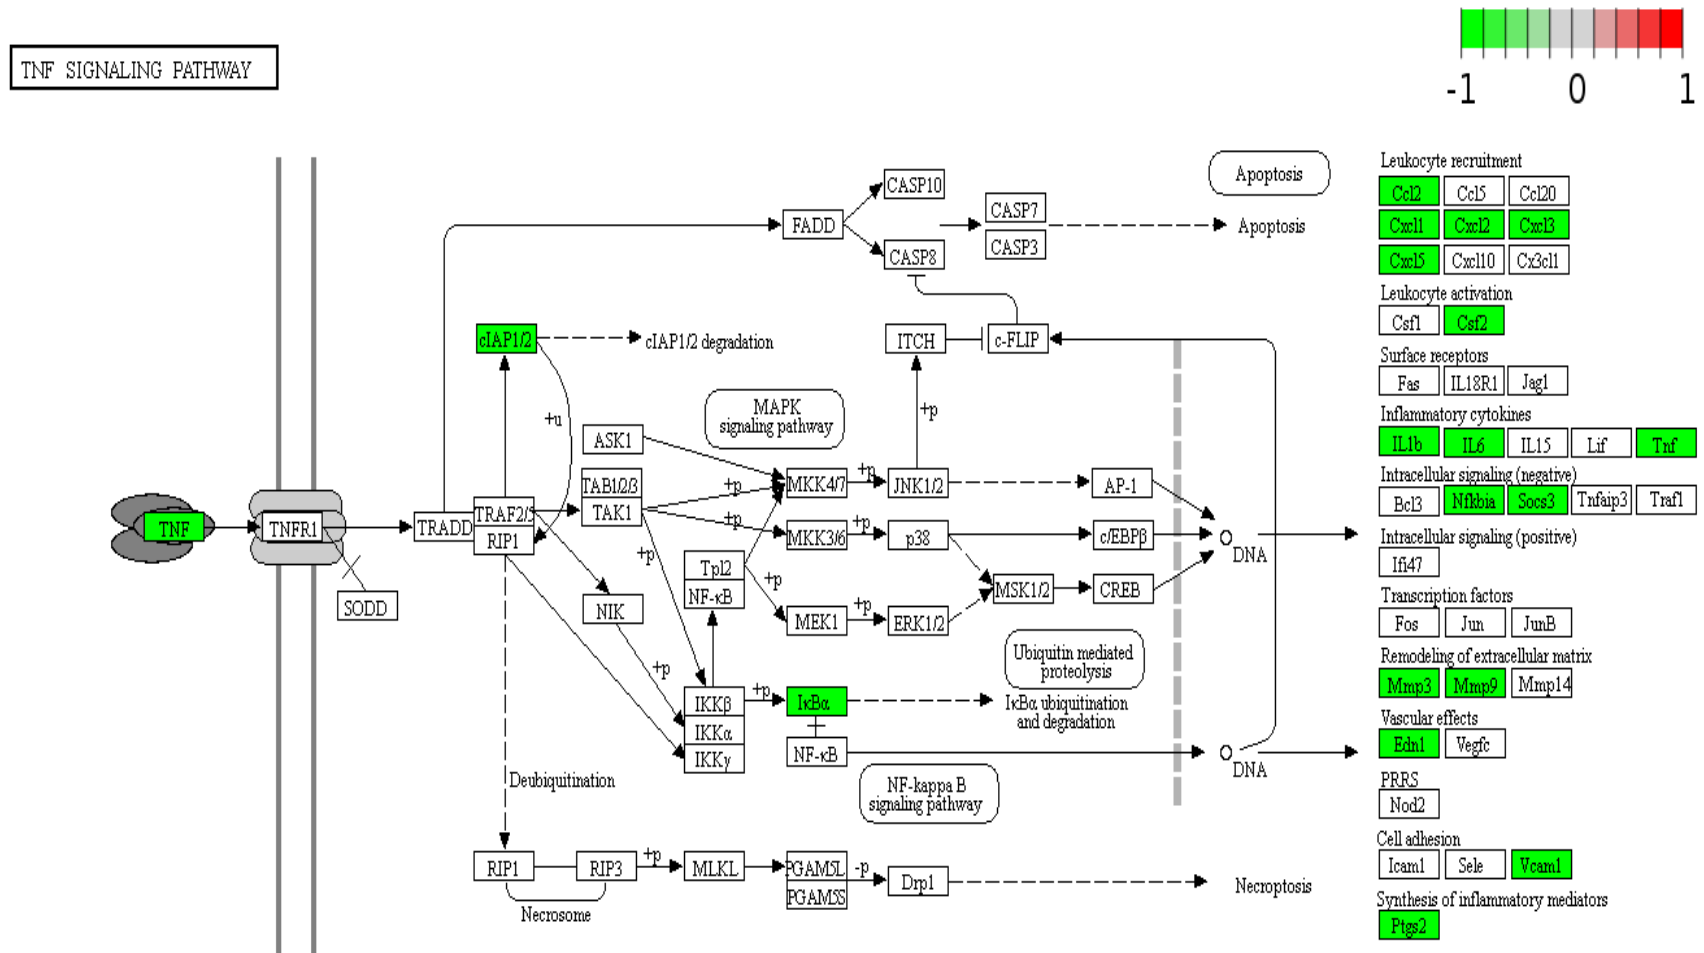 TNF SIGNALING PATHWAY
-1 0 1
Apoptosis
CASP10
FADD
CASP7
Apoptosis
CASP3
CASP8
cIAP1/2
cIAP1/2 degradation
ITCH
c-FLIP
MAPK
signaling pathway
+u
+p
ASK1
TAB1/2/3
TAK1
+p
+p
+p
MKK4/7
+p
JNK1/2
AP-1
TNF
TNFR1
TRADD
TRAF2/5
RIP1
MKK3/6
+p
p38
c/EBPβ
DNA
SODD
Tpl2
NF-κB
+p
NIK
MSK1/2
CREB
MEK1
+p
ERK1/2
+p
Ubiquitin mediated
proteolysis
IKKβ
IKKα
IKKγ
+p
IκBα
IκBα ubiquitination
and degradation
NF-κB
DNA
Deubiquitination
NF-kappa B
signaling pathway
RIP1
RIP3
+p
MLKL
PGAM5L
PGAM5S
-p
Drp1
Necroptosis
Necrosome
Leukocyte recruitment
Ccl2 Ccl5 Ccl20
Cxcl1 Cxcl2 Cxcl3
Cxcl5 Cxcl10 Cx3cl1
Leukocyte activation
Csf1 Csf2
Surface receptors
Fas IL18R1 Jag1
Inflammatory cytokines
IL1b IL6 IL15 Lif Tnf
Intracellular signaling (negative)
Bcl3 Nfkbia Socs3 Tnfaip3 Traf1
Intracellular signaling (positive)
Ifi47
Transcription factors
Fos Jun JunB
Remodeling of extracellular matrix
Mmp3 Mmp9 Mmp14
Vascular effects
Edn1 Vegfc
PRRS
Nod2
Cell adhesion
Icam1 Sele Vcam1
Synthesis of inflammatory mediators
Ptgs2